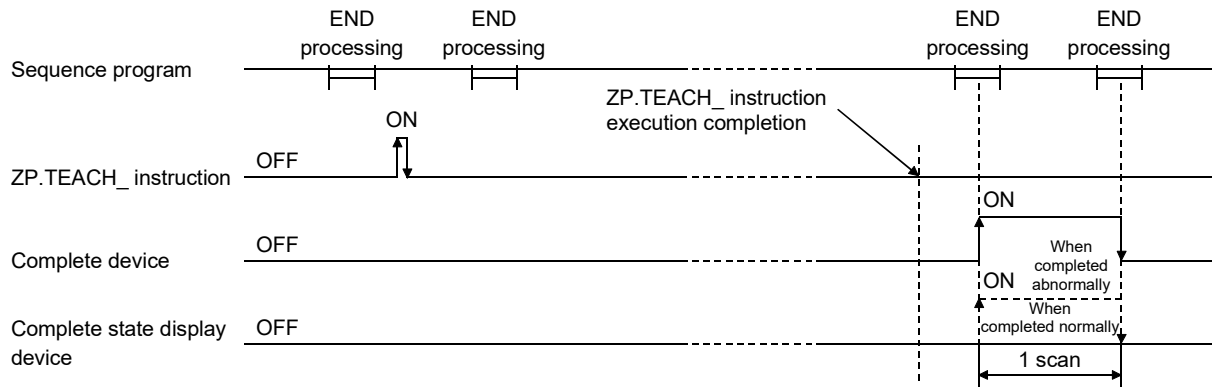 END
processing
END
processing
END
processing
END
processing
Sequence program
ZP.TEACH_ instruction
execution completion
ON
OFF
ZP.TEACH_ instruction
ON
OFF
Complete device
When
completed
abnormally
ON
OFF
When
completed normally
Complete state display
device
1 scan